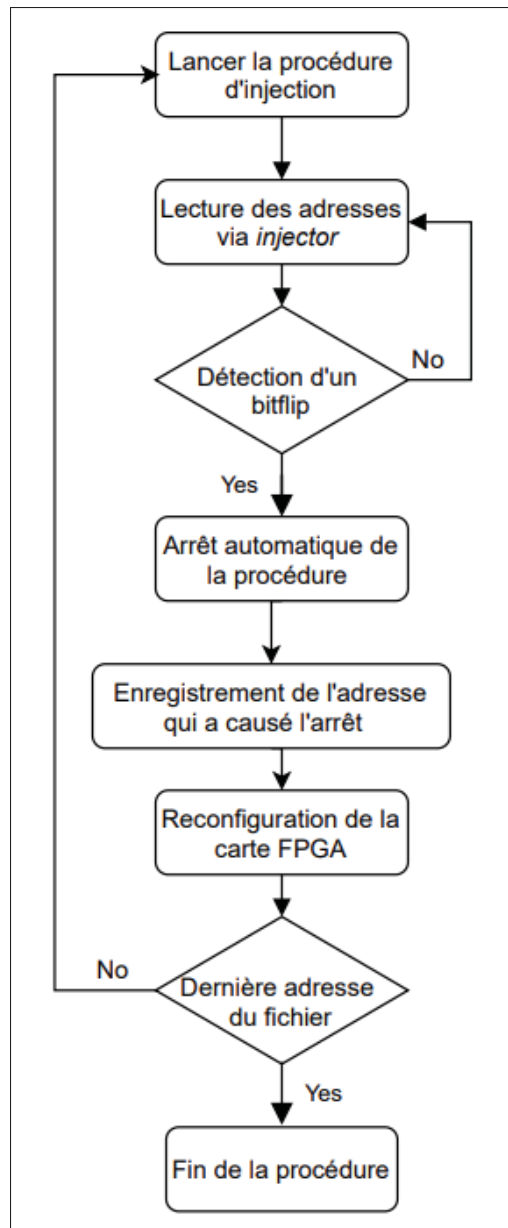 Lancer la procédure
d'injection
Lecture des adresses
via injector
Détection d'un
bitflip
No
Yes
Arrêt automatique de
la procédure
Enregistrement de l'adresse
qui a causé l'arrêt
Reconfiguration de la
carte FPGA
No
Dernière adresse
du fichier
Yes
Fin de la procédure